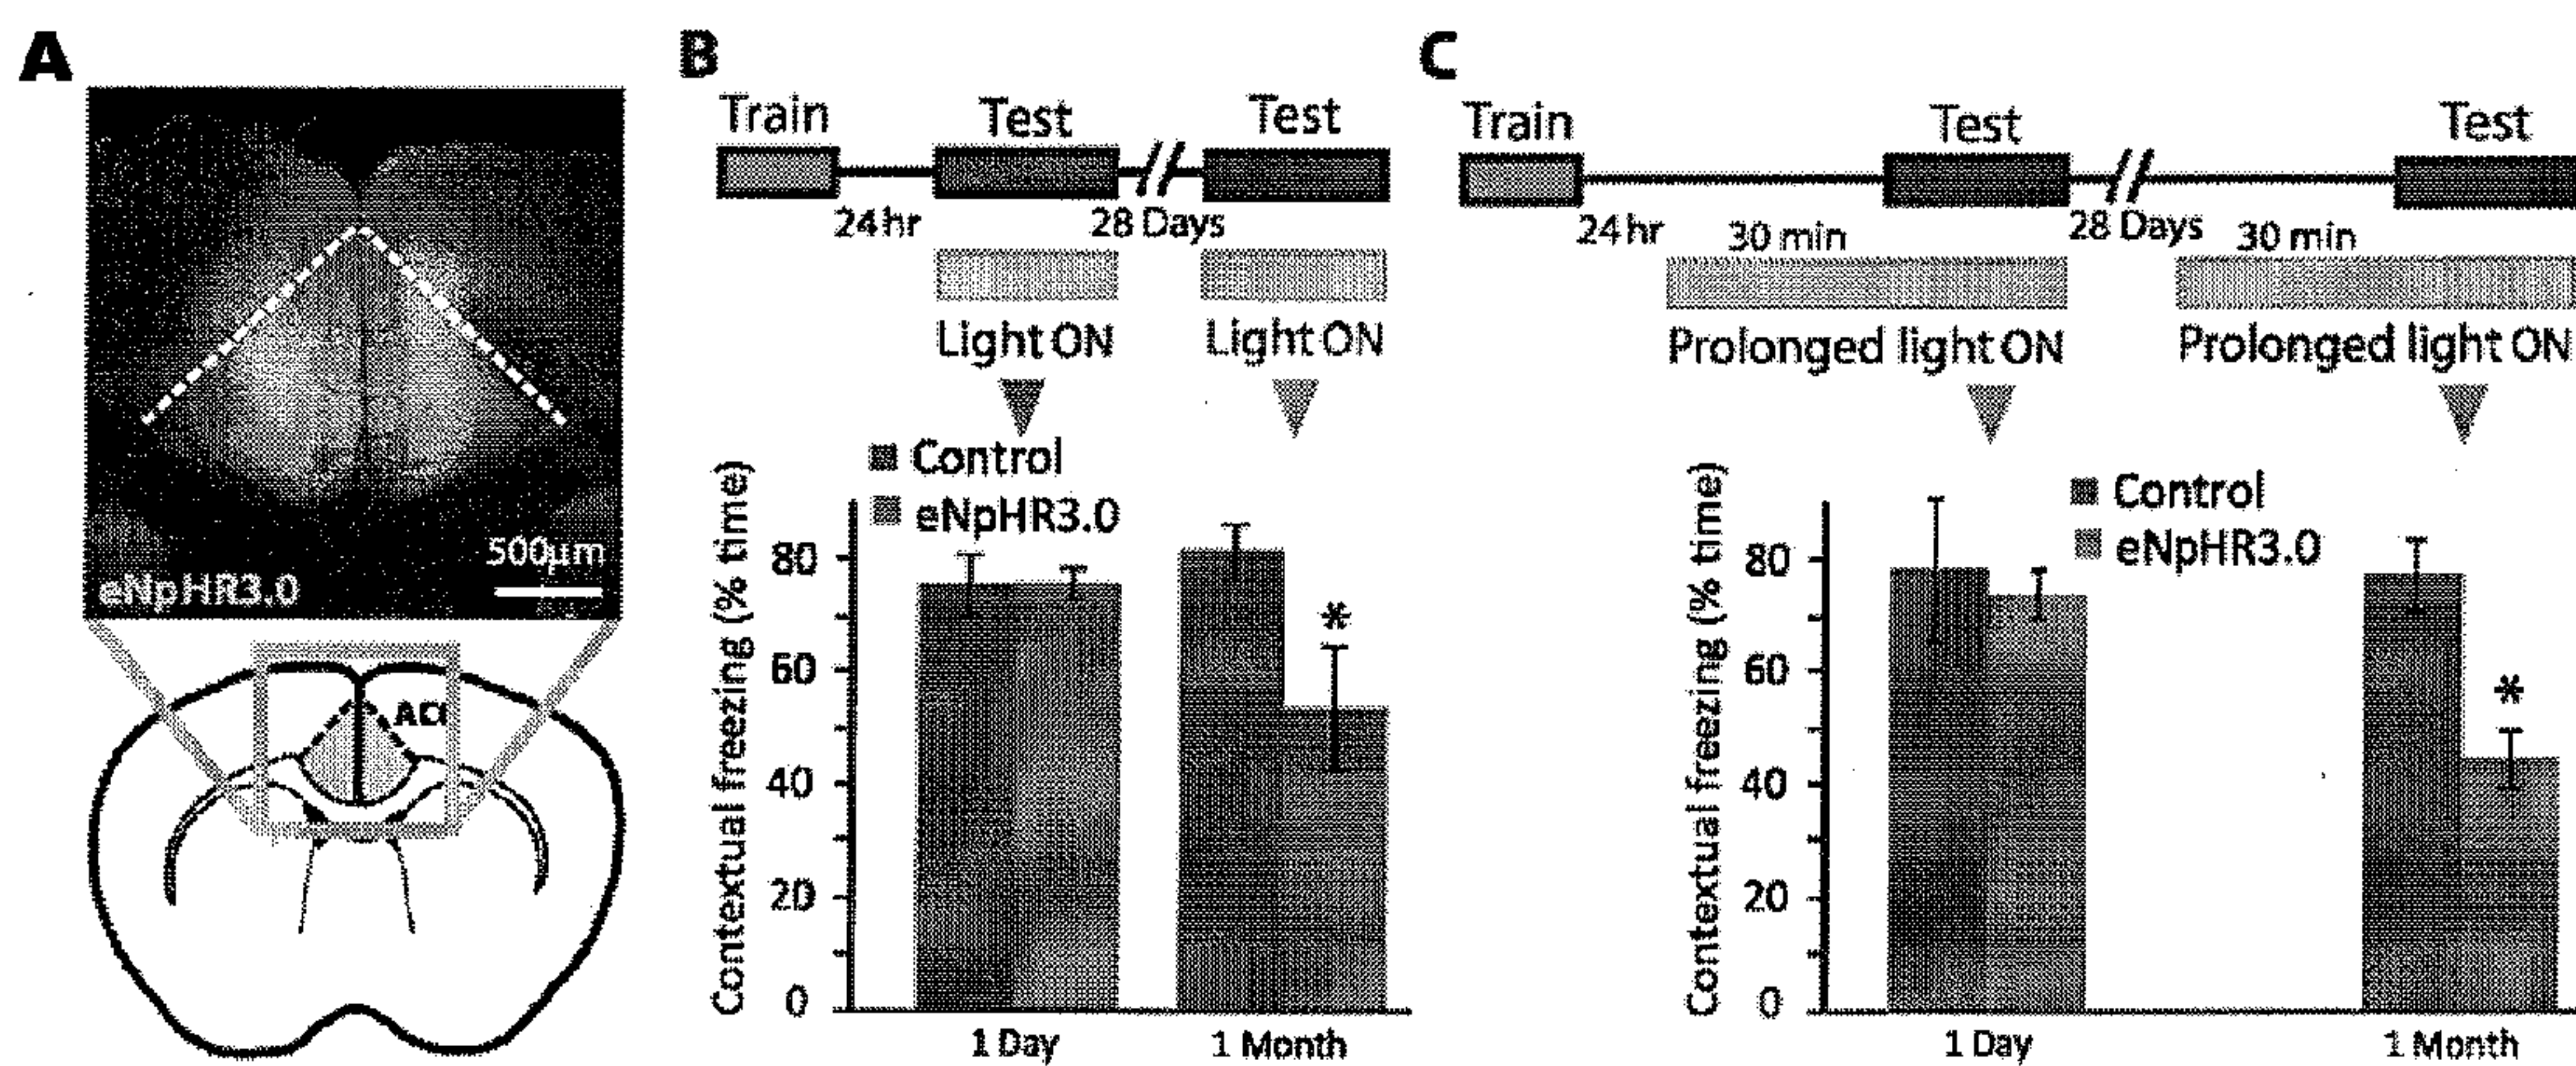 A
500µm
eNpHR3.0
AC
B
Train
Test
Test
24 hr
28 Days
Light ON
Light ON
Control
eNpHR3.0
Contextual freezing (% time)
80
60
40
20
0
*
1 Day
1 Month
C
Train
Test
Test
24 hr
30 min
28 Days
30 min
Prolonged light ON
Prolonged light ON
Control
eNpHR3.0
Contextual freezing (% time)
80
60
40
20
0
*
1 Day
1 Month